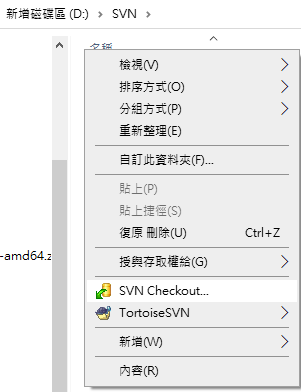 新增磁碟區 (D:) > SVN >
名稱
檢視(V)
排序方式(O)
分組方式(P)
重新整理(E)
自訂此資料夾(F)...
貼上(P)
貼上捷徑(S)
復原 刪除(U) Ctrl+Z
-amd64.z
授與存取權給(G)
SVN Checkout...
TortoiseSVN
新增(W)
內容(R)